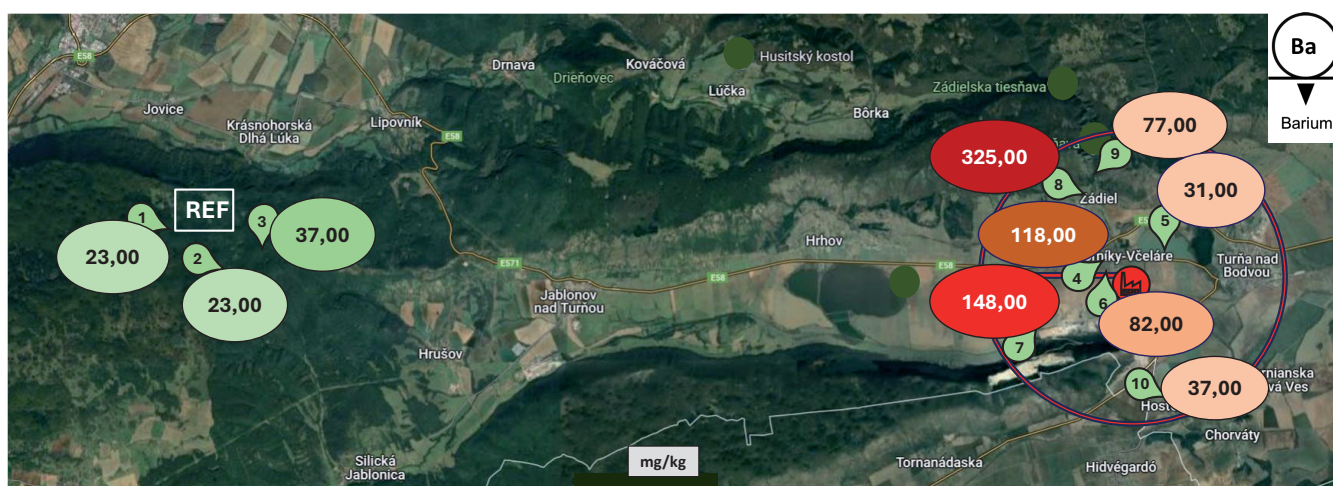 Ba
Barium
E58
Drnava
Drieňovec
Kováčová
Husitský kostol
Lúčka
Zádielska tiesňava
Bôrka
Jovice
Krásnohorská
Dlhá Lúka
Lipovník
E58
77,00
9
325,00
8
Zádiel
31,00
5
1
REF
3
37,00
23,00
2
23,00
118,00
Hrhov
E571
E58
E58
Turňa nad
Bodvou
4
148,00
6
82,00
7
Jablonov
nad Turňou
Hrušov
10
37,00
Chorváty
Silická
Jablonica
mg/kg
Tornanádaska
Hidvégardó